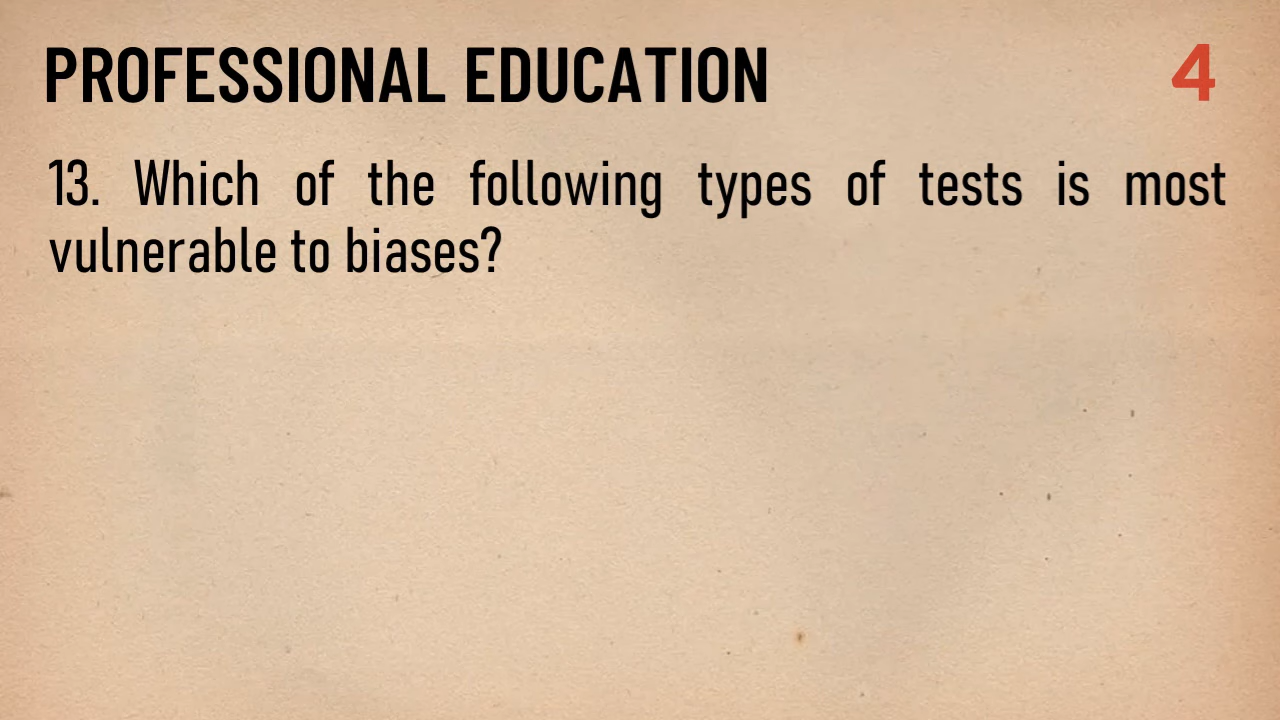 PROFESSIONAL EDUCATION
4
13. Which of the following types of tests is most
vulnerable to biases?